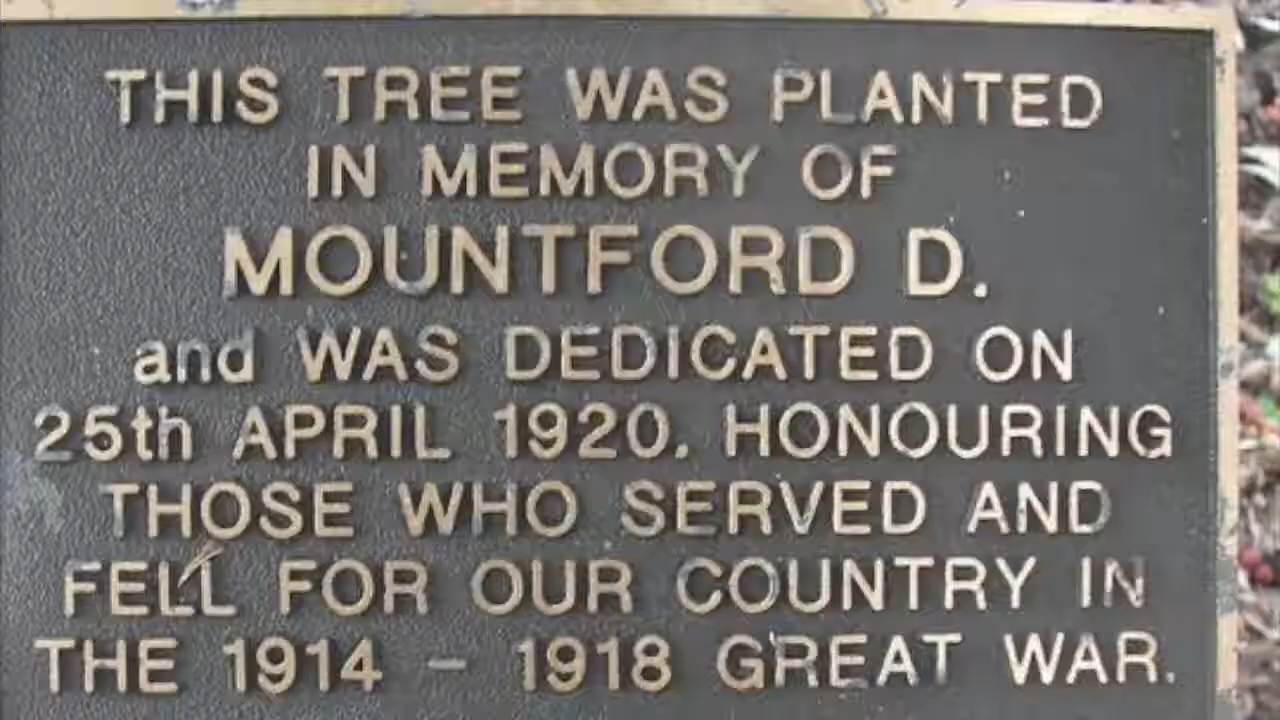 THIS TREE WAS PLANTED
IN MEMORY OF
MOUNTFORD D.
and WAS DEDICATED ON
25th APRIL 1920. HONOURING
THOSE WHO SERVED AND
FELL FOR OUR COUNTRY IN
THE 1914 - 1918 GREAT WAR.